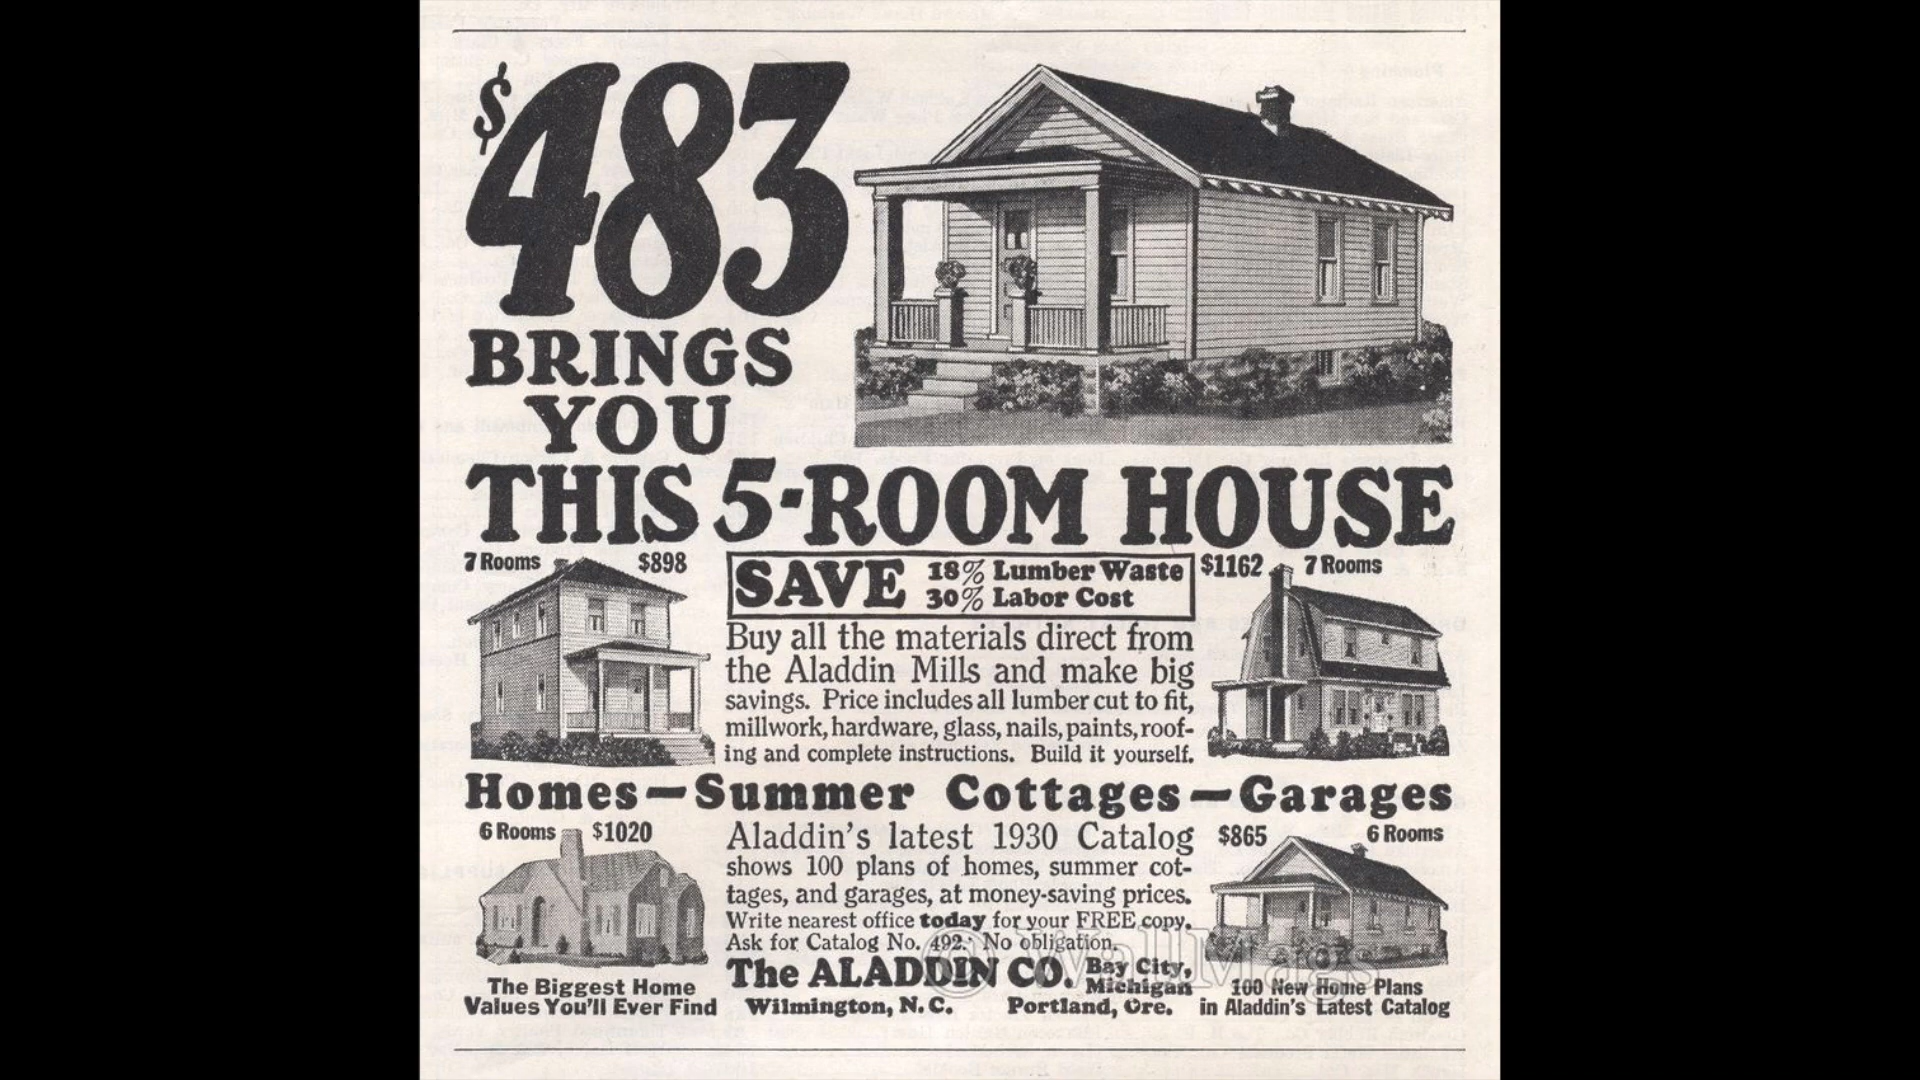 $483
BRINGS
YOU
THIS 5-ROOM HOUSE
7 Rooms $898
SAVE 18% Lumber Waste
30% Labor Cost
$1162 7 Rooms
Buy all the materials direct from
the Aladdin Mills and make big
savings. Price includes all lumber cut to fit,
millwork, hardware, glass, nails, paints, roof-
ing and complete instructions. Build it yourself.
Homes—Summer Cottages—Garages
6 Rooms $1020
Aladdin's latest 1930 Catalog
shows 100 plans of homes, summer cot-
tages, and garages, at money-saving prices.
Write nearest office today for your FREE copy.
Ask for Catalog No. 492. No obligation.
$865 6 Rooms
The ALADDIN CO. Bay City,
Michigan
Wilmington, N. C. Portland, Ore.
The Biggest Home
Values You'll Ever Find
100 New Home Plans
in Aladdin's Latest Catalog
© WallMags